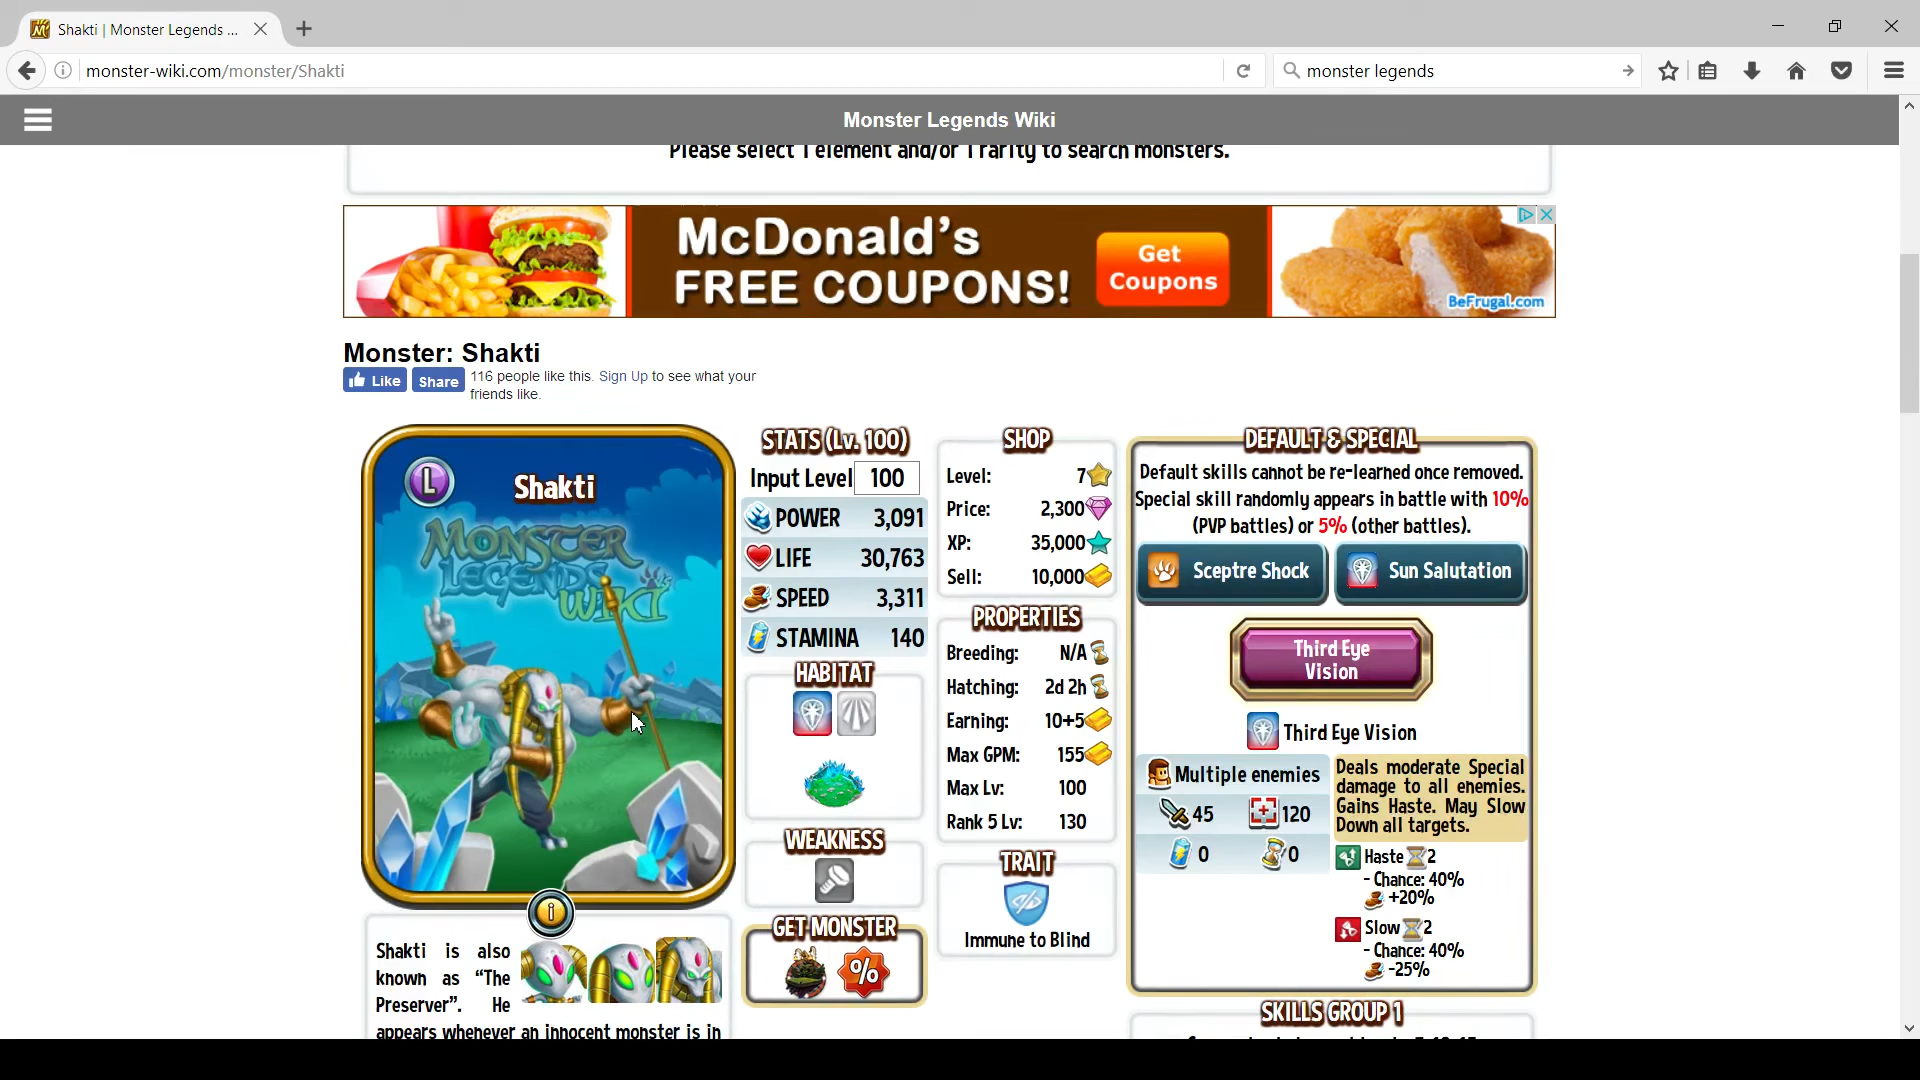 Shakti | Monster Legends ...
monster-wiki.com/monster/Shakti
monster legends
Monster Legends Wiki
Please select 1 element and/or 1 rarity to search monsters.
McDonald's
FREE COUPONS!
Get
Coupons
BeFrugal.com
Monster: Shakti
Like
Share
116 people like this. Sign Up to see what your
friends like.
L
Shakti
MONSTER
LEGENDS
WIKI
i
Shakti is also
known as "The
Preserver". He
appears whenever an innocent monster is in
STATS (Lv. 100)
Input Level 100
POWER 3,091
LIFE 30,763
SPEED 3,311
STAMINA 140
HABITAT
WEAKNESS
GET MONSTER
%
SHOP
Level: 7
Price: 2,300
XP: 35,000
Sell: 10,000
PROPERTIES
Breeding: N/A
Hatching: 2d 2h
Earning: 10+5
Max GPM: 155
Max Lv: 100
Rank 5 Lv: 130
TRAIT
Immune to Blind
DEFAULT & SPECIAL
Default skills cannot be re-learned once removed.
Special skill randomly appears in battle with 10%
(PVP battles) or 5% (other battles).
Sceptre Shock
Sun Salutation
Third Eye
Vision
Third Eye Vision
Multiple enemies
45 120
0 0
Deals moderate Special
damage to all enemies.
Gains Haste. May Slow
Down all targets.
Haste 2
- Chance: 40%
+20%
Slow 2
- Chance: 40%
-25%
SKILLS GROUP 1